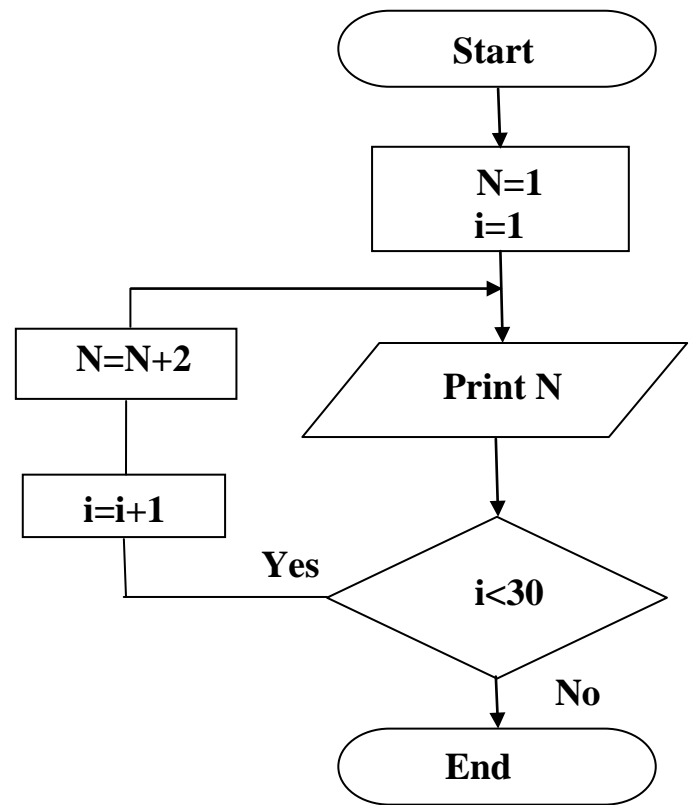 Start
N=1
i=1
N=N+2
Print N
i=i+1
Yes
i<30
No
End